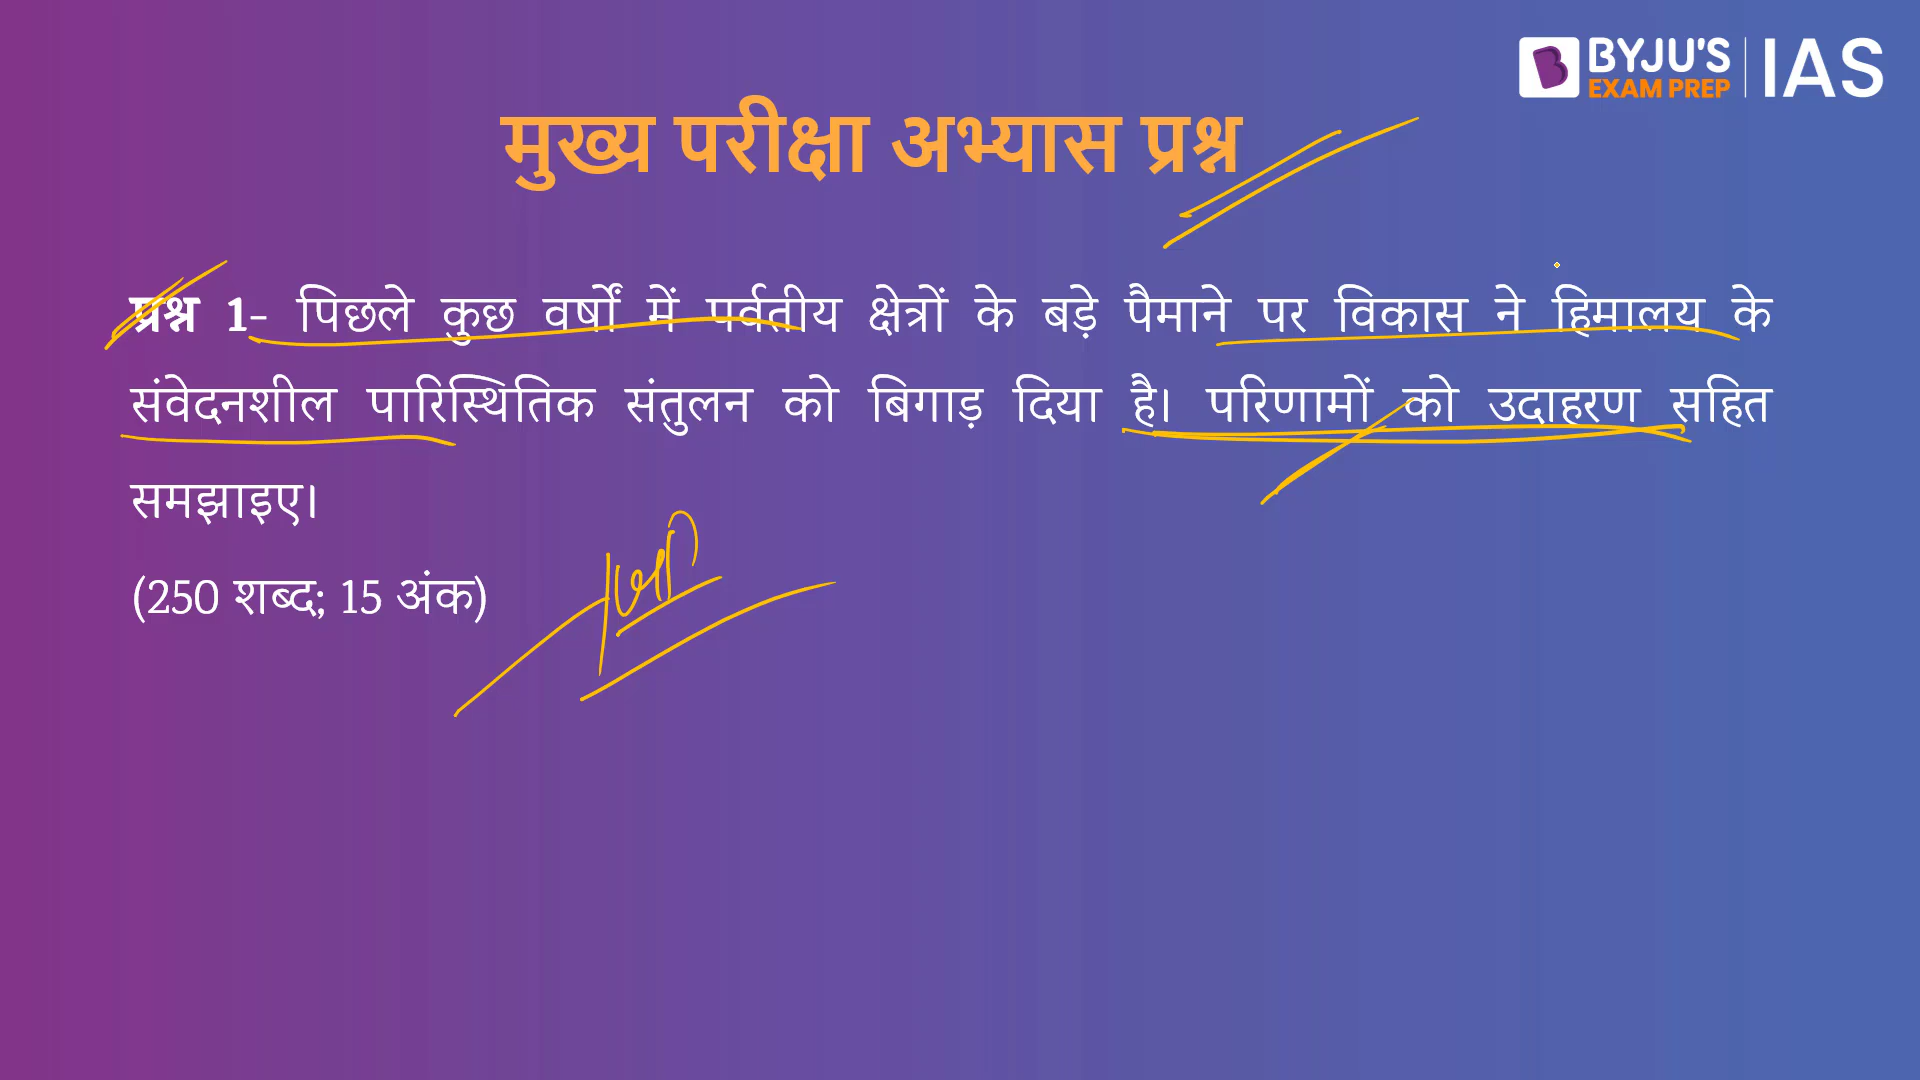 BYJU'S
EXAM PREP
IAS
मुख्य परीक्षा अभ्यास प्रश्न
प्रश्न 1- पिछले कुछ वर्षों में पर्वतीय क्षेत्रों के बड़े पैमाने पर विकास ने हिमालय के
संवेदनशील पारिस्थितिक संतुलन को बिगाड़ दिया है। परिणामों को उदाहरण सहित
समझाइए।
(250 शब्द; 15 अंक)